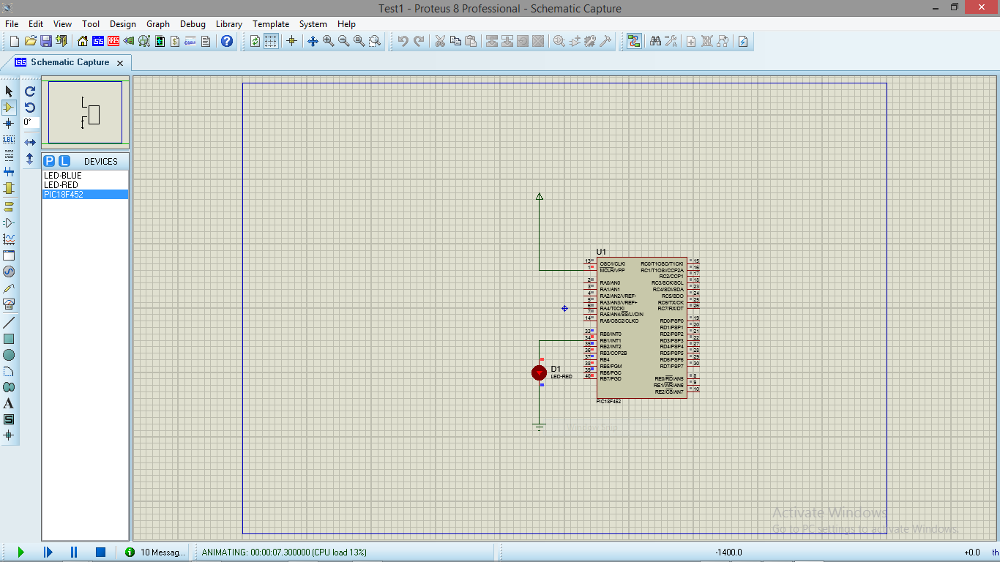 Test1 - Proteus 8 Professional - Schematic Capture
File Edit View Tool Design Graph Debug Library Template System Help
Schematic Capture
0°
LBL
P L DEVICES
LED-BLUE
LED-RED
PIC18F452
A
S
U1
13 OSC1/CLKI RC0/T1OSO/T1CKI 15
1 MCLR/VPP RC1/T1OSI/CCP2A 16
RC2/CCP1 17
2 RA0/AN0 RC3/SCK/SCL 18
3 RA1/AN1 RC4/SDI/SDA 23
4 RA2/AN2/VREF- RC5/SDO 24
5 RA3/AN3/VREF+ RC6/TX/CK 25
6 RA4/T0CKI RC7/RX/DT 26
7 RA5/AN4/SS/LVDIN
14 RA6/OSC2/CLKO RD0/PSP0 19
RD1/PSP1 20
33 RB0/INT0 RD2/PSP2 21
34 RB1/INT1 RD3/PSP3 22
35 RB2/INT2 RD4/PSP4 27
36 RB3/CCP2B RD5/PSP5 28
37 RB4 RD6/PSP6 29
38 RB5/PGM RD7/PSP7 30
39 RB6/PGC
40 RB7/PGD RE0/RD/AN5 8
RE1/WR/AN6 9
RE2/CS/AN7 10
PIC18F452
D1
LED-RED
Window Snip
Activate Windows
Go to PC settings to activate Windows.
10 Messag... ANIMATING: 00:00:07.300000 (CPU load 13%) -1400.0 +0.0 th